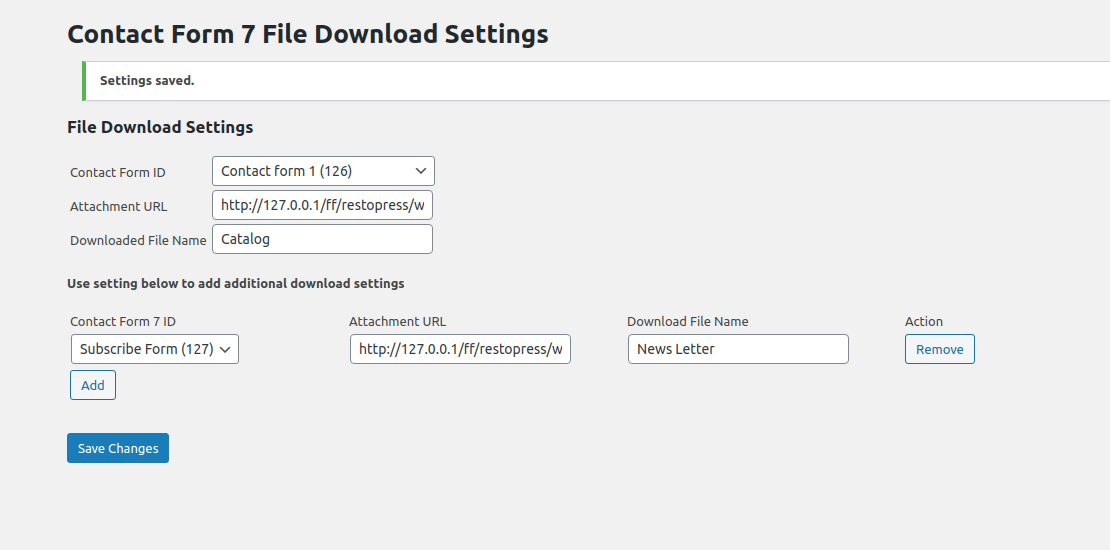 Contact Form 7 File Download Settings
Settings saved.
File Download Settings
Contact Form ID Contact form 1 (126)
Attachment URL http://127.0.0.1/ff/restopress/w
Downloaded File Name Catalog
Use setting below to add additional download settings
Contact Form 7 ID Attachment URL Download File Name Action
Subscribe Form (127) http://127.0.0.1/ff/restopress/w News Letter Remove
Add
Save Changes